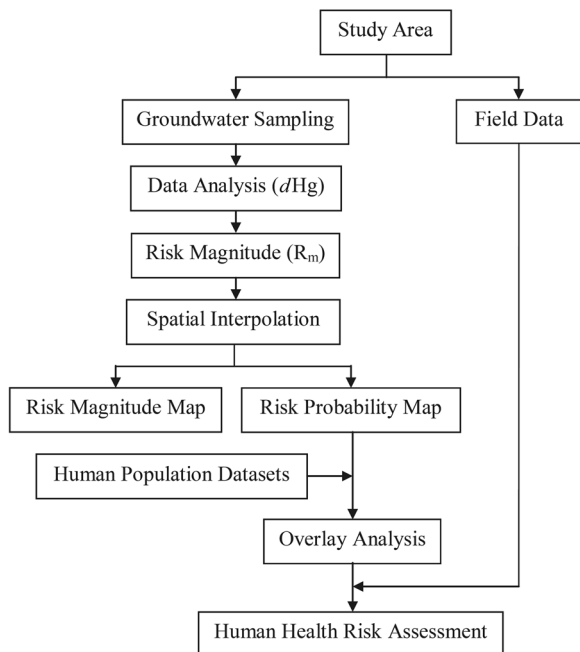 Study Area
Groundwater Sampling
Field Data
Data Analysis (dHg)
Risk Magnitude (Rm)
Spatial Interpolation
Risk Magnitude Map
Risk Probability Map
Human Population Datasets
Overlay Analysis
Human Health Risk Assessment